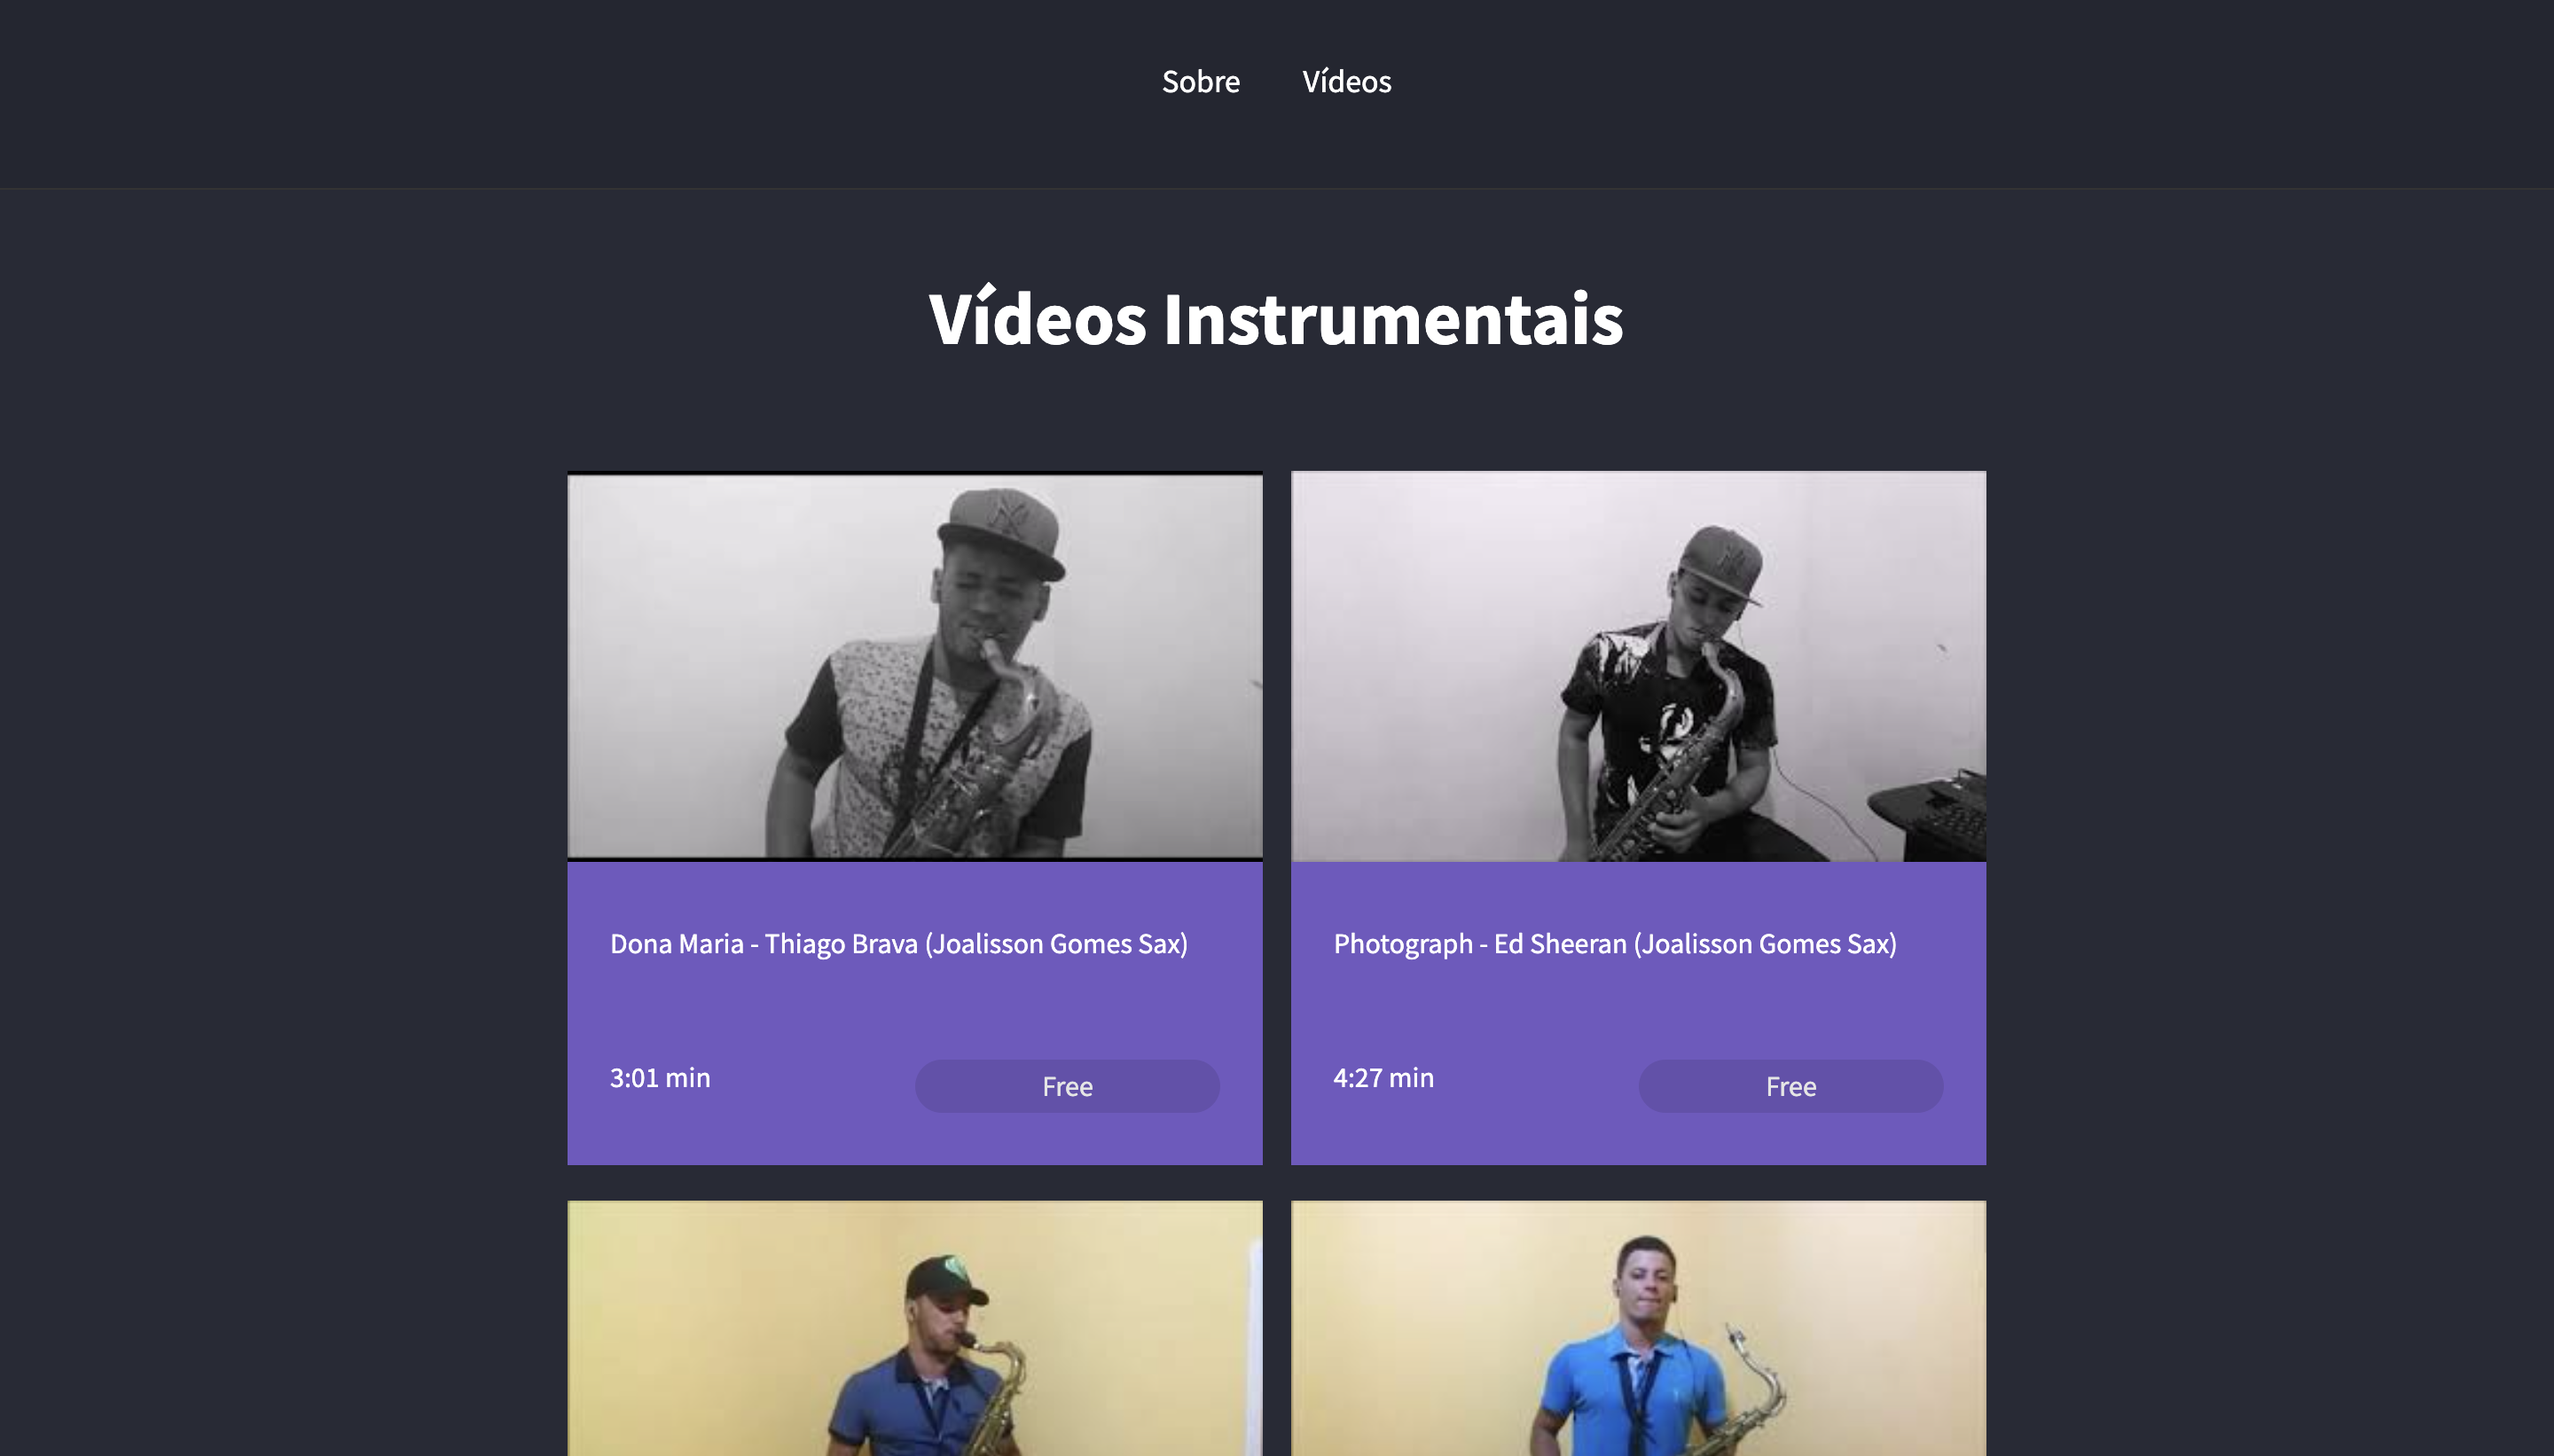 Sobre
Vídeos
Vídeos Instrumentais
Dona Maria - Thiago Brava (Joalisson Gomes Sax)
3:01 min
Free
Photograph - Ed Sheeran (Joalisson Gomes Sax)
4:27 min
Free